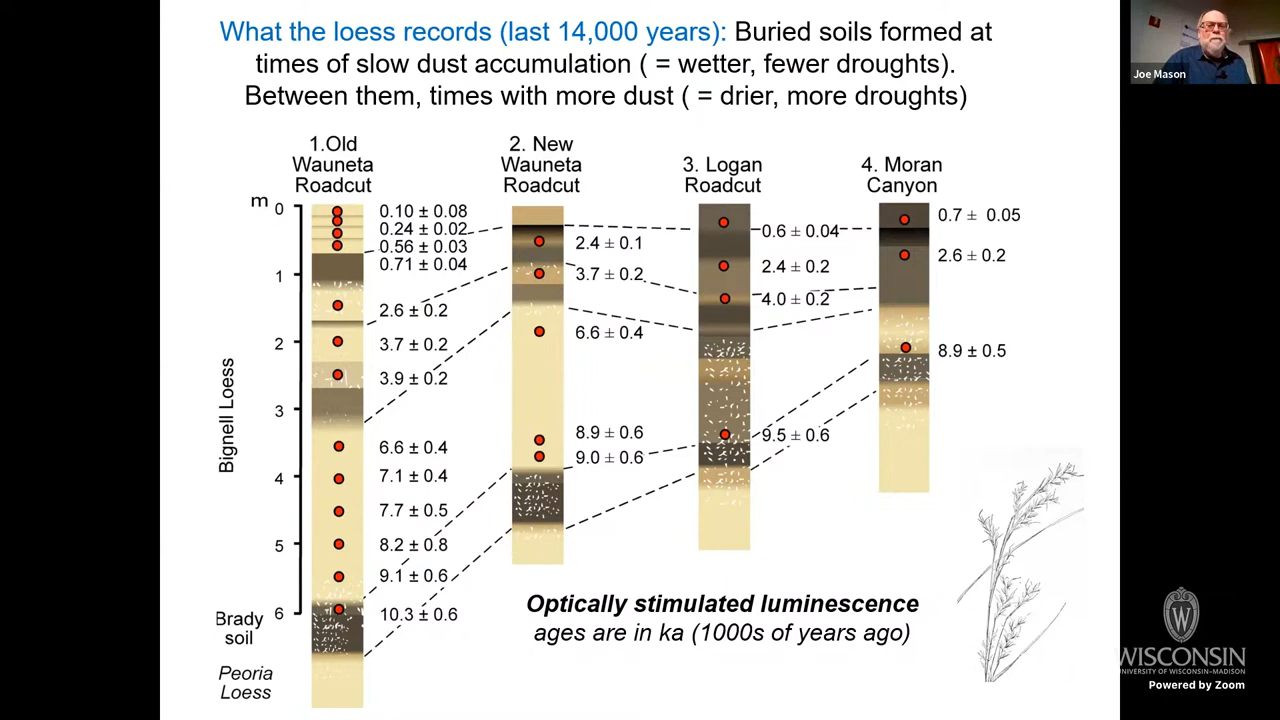 What the loess records (last 14,000 years): Buried soils formed at
times of slow dust accumulation ( = wetter, fewer droughts).
Between them, times with more dust ( = drier, more droughts)
Joe Mason
1.Old
Wauneta
Roadcut
2. New
Wauneta
Roadcut
3. Logan
Roadcut
4. Moran
Canyon
m
0
1
2
3
4
5
6
Bignell Loess
Brady
soil
Peoria
Loess
0.10 ± 0.08
0.24 ± 0.02
0.56 ± 0.03
0.71 ± 0.04
2.6 ± 0.2
3.7 ± 0.2
3.9 ± 0.2
6.6 ± 0.4
7.1 ± 0.4
7.7 ± 0.5
8.2 ± 0.8
9.1 ± 0.6
10.3 ± 0.6
2.4 ± 0.1
3.7 ± 0.2
6.6 ± 0.4
8.9 ± 0.6
9.0 ± 0.6
0.6 ± 0.04
2.4 ± 0.2
4.0 ± 0.2
9.5 ± 0.6
0.7 ± 0.05
2.6 ± 0.2
8.9 ± 0.5
Optically stimulated luminescence
ages are in ka (1000s of years ago)
W
WISCONSIN
UNIVERSITY OF WISCONSIN–MADISON
Powered by Zoom